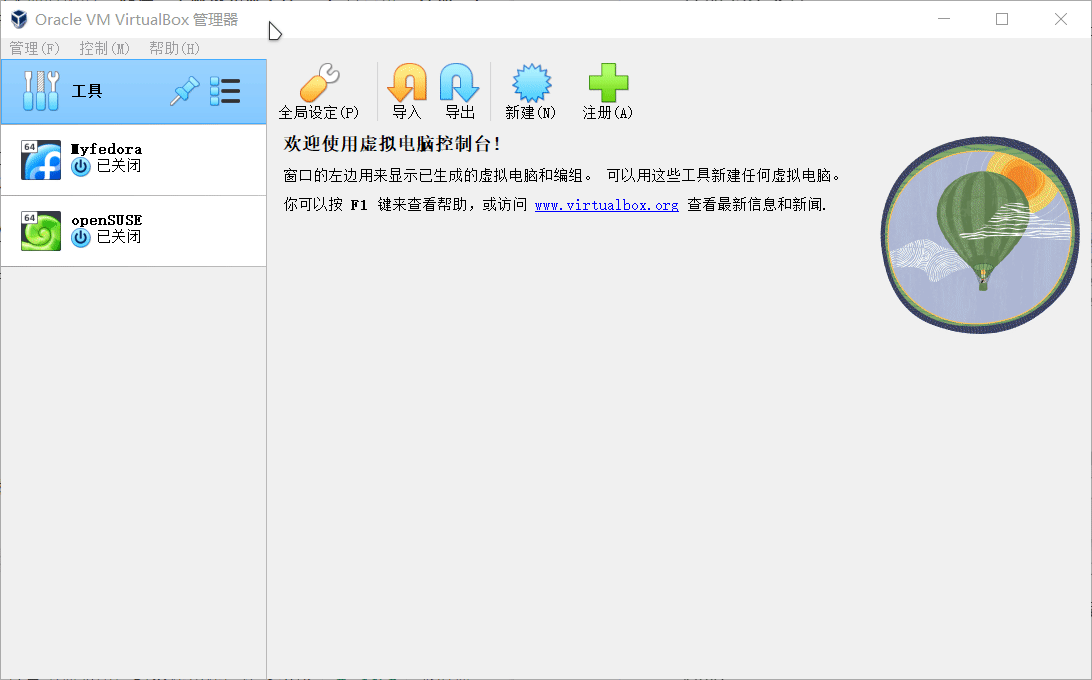 Oracle VM VirtualBox 管理器
管理(F) 控制(M) 帮助(H)
工具
全局设定(P) 导入 导出 新建(N) 注册(A)
64
Myfedora
已关闭
64
openSUSE
已关闭
欢迎使用虚拟电脑控制台!
窗口的左边用来显示已生成的虚拟电脑和编组。 可以用这些工具新建任何虚拟电脑。
你可以按 F1 键来查看帮助，或访问 www.virtualbox.org 查看最新信息和新闻.